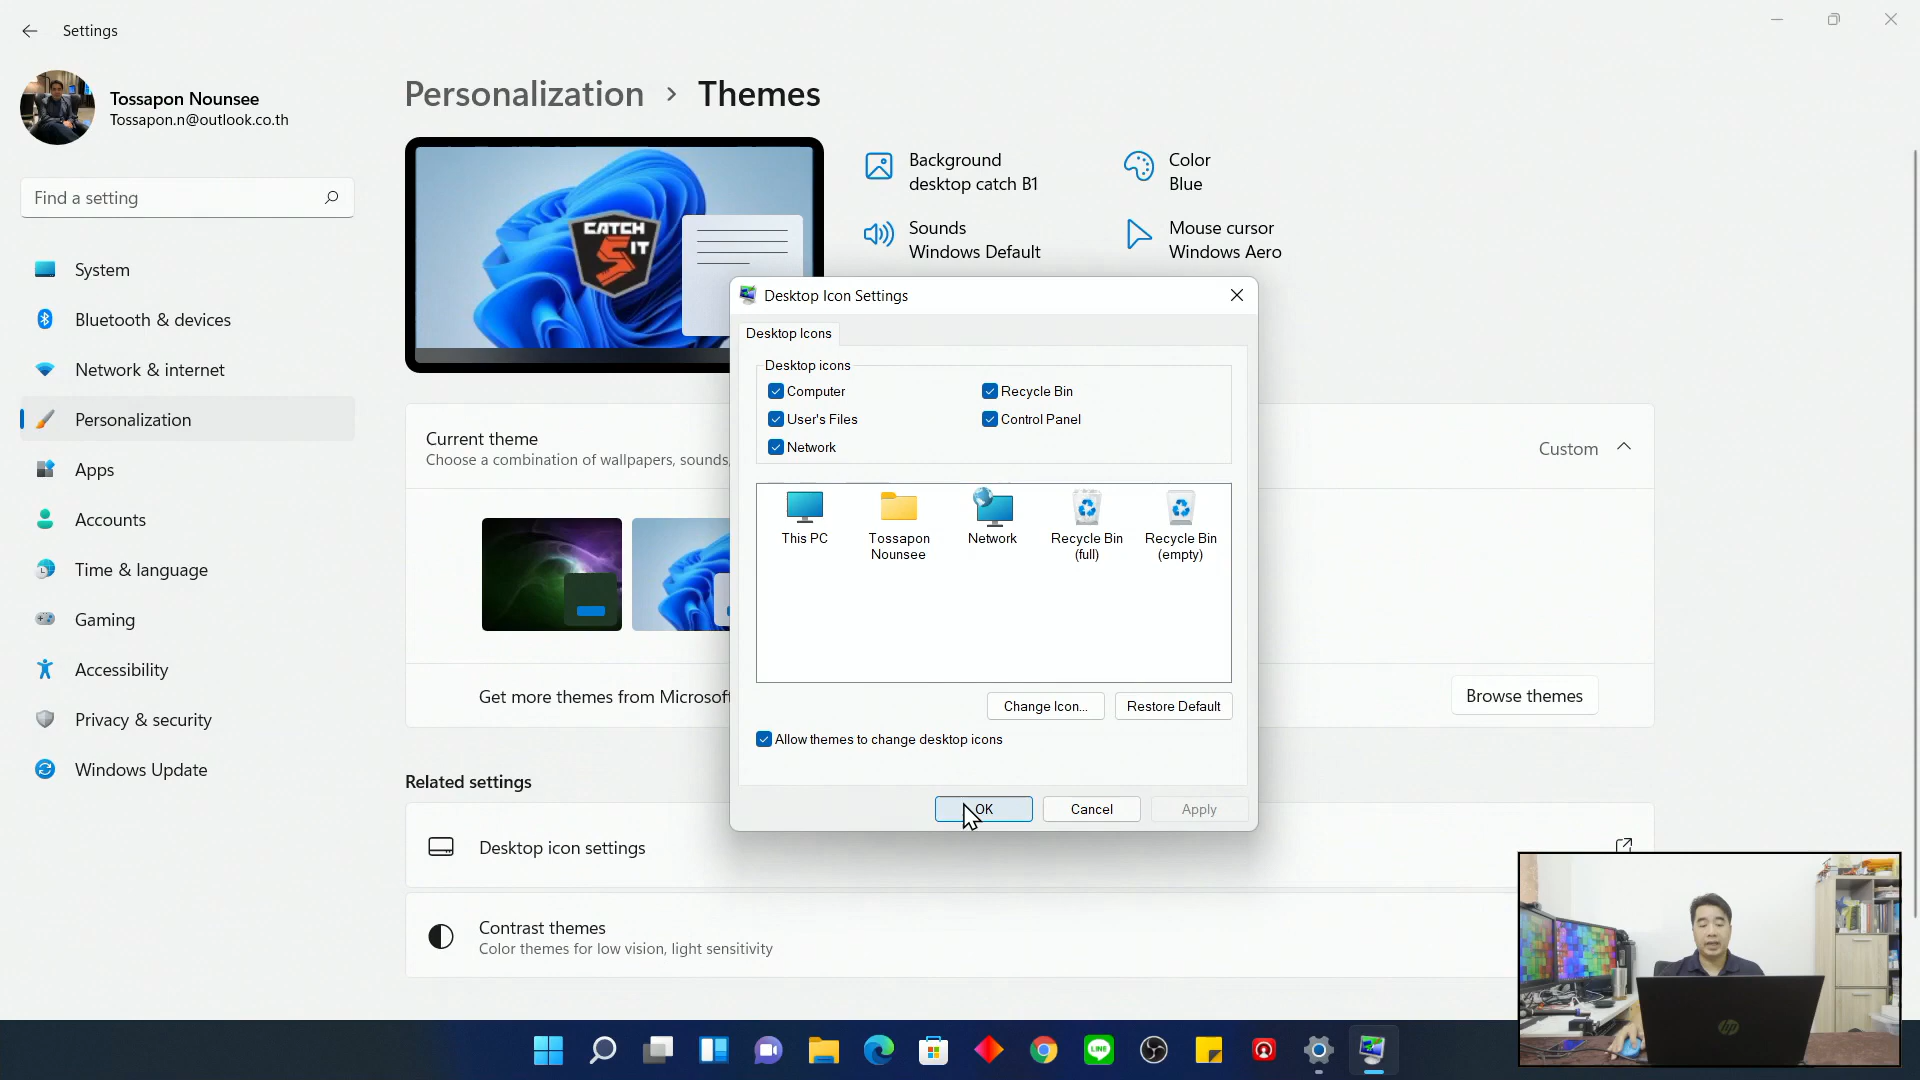 Settings
Tossapon Nounsee
Tossapon.n@outlook.co.th
Find a setting
System
Bluetooth & devices
Network & internet
Personalization
Apps
Accounts
Time & language
Gaming
Accessibility
Privacy & security
Windows Update
Personalization > Themes
CATCH
5 IT
Background
desktop catch B1
Color
Blue
Sounds
Windows Default
Mouse cursor
Windows Aero
Current theme
Choose a combination of wallpapers, sounds,
Custom
Get more themes from Microsoft
Browse themes
Related settings
Desktop icon settings
Contrast themes
Color themes for low vision, light sensitivity
Desktop Icon Settings
Desktop Icons
Desktop icons
Computer
Recycle Bin
User's Files
Control Panel
Network
This PC
Tossapon
Nounsee
Network
Recycle Bin
(full)
Recycle Bin
(empty)
Change Icon...
Restore Default
Allow themes to change desktop icons
OK
Cancel
Apply
LINE
hp